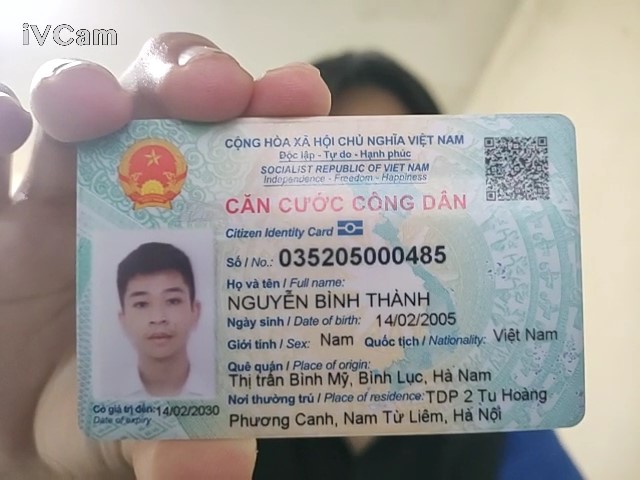 iVCam
CỘNG HÒA XÃ HỘI CHỦ NGHĨA VIỆT NAM
Độc lập - Tự do - Hạnh phúc
SOCIALIST REPUBLIC OF VIET NAM
Independence - Freedom - Happiness
CĂN CƯỚC CÔNG DÂN
Citizen Identity Card
Số / No.: 035205000485
Họ và tên / Full name:
NGUYỄN BÌNH THÀNH
Ngày sinh / Date of birth: 14/02/2005
Giới tính / Sex: Nam Quốc tịch / Nationality: Việt Nam
Quê quán / Place of origin:
Thị trấn Bình Mỹ, Bình Lục, Hà Nam
Nơi thường trú / Place of residence: TDP 2 Tu Hoàng
Phương Canh, Nam Từ Liêm, Hà Nội
Có giá trị đến: 14/02/2030
Date of expiry